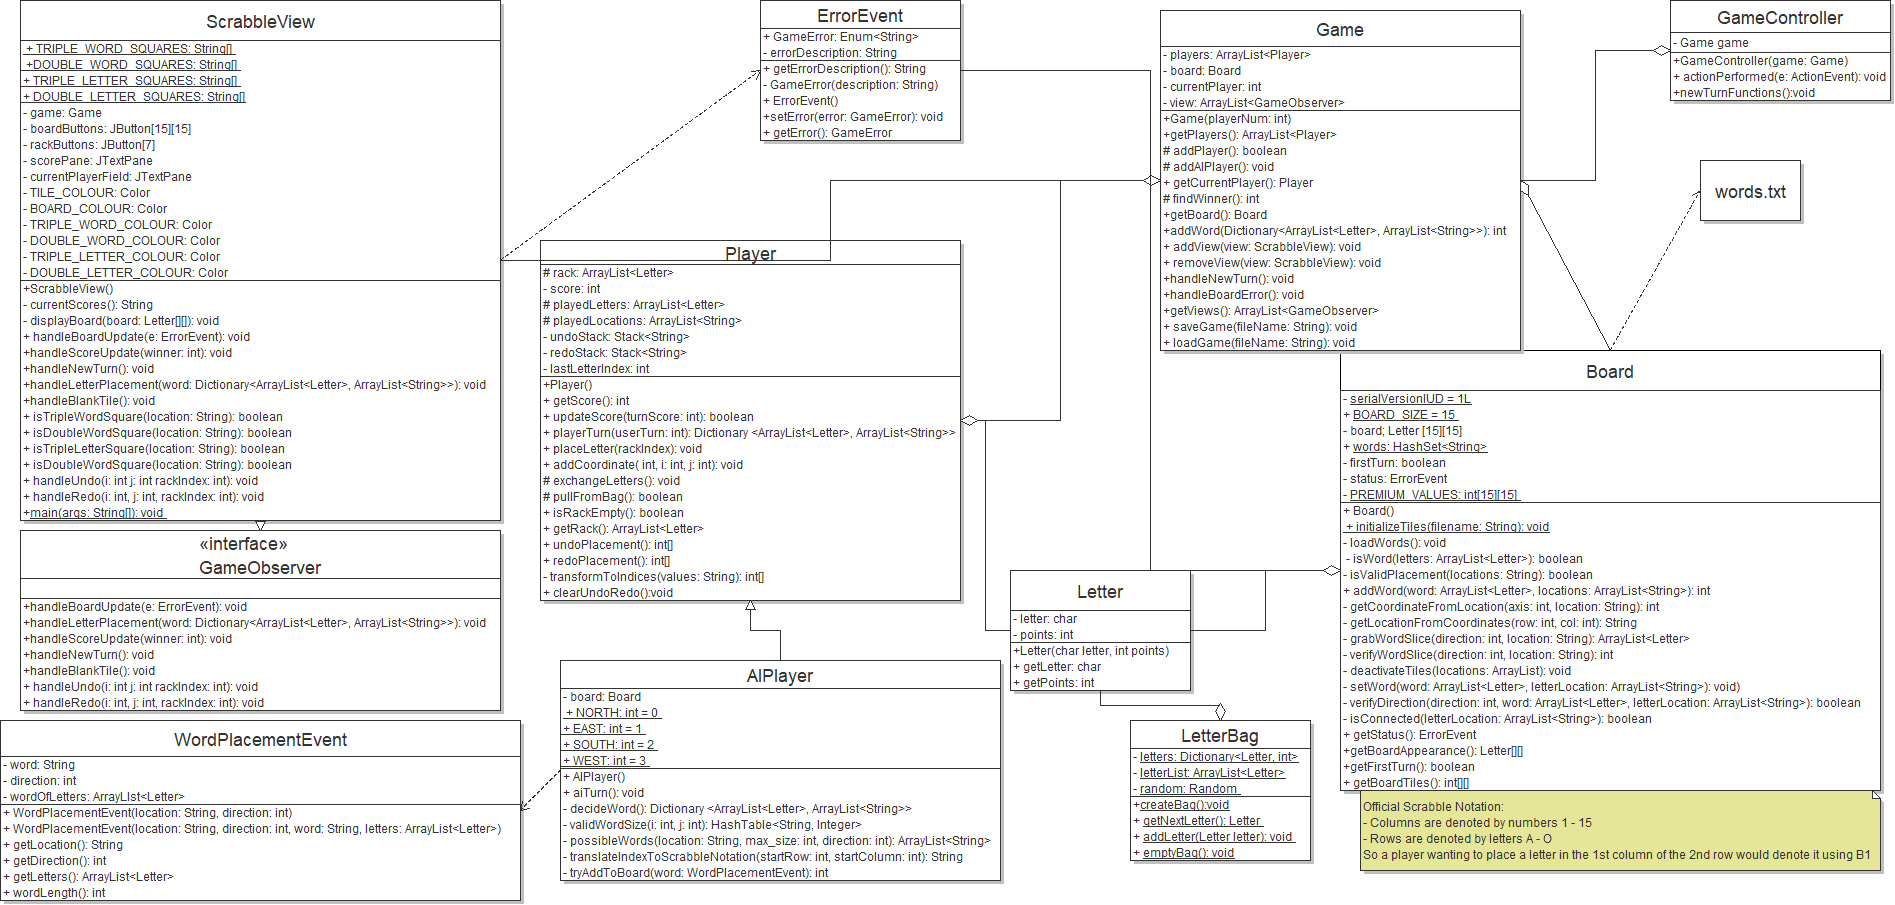 ScrabbleView
+ TRIPLE_WORD_SQUARES: String[]
+DOUBLE_WORD_SQUARES: String[]
+ TRIPLE_LETTER_SQUARES: String[]
+ DOUBLE_LETTER_SQUARES: String[]
- game: Game
- boardButtons: JButton[15][15]
- rackButtons: JButton[7]
- scorePane: JTextPane
- currentPlayerField: JTextPane
- TILE_COLOUR: Color
- BOARD_COLOUR: Color
- TRIPLE_WORD_COLOUR: Color
- DOUBLE_WORD_COLOUR: Color
- TRIPLE_LETTER_COLOUR: Color
- DOUBLE_LETTER_COLOUR: Color
+ScrabbleView()
- currentScores(): String
- displayBoard(board: Letter[][]): void
+ handleBoardUpdate(e: ErrorEvent): void
+handleScoreUpdate(winner: int): void
+handleNewTurn(): void
+handleLetterPlacement(word: Dictionary<ArrayList<Letter>, ArrayList<String>>): void
+handleBlankTile(): void
+ isTripleWordSquare(location: String): boolean
+ isDoubleWordSquare(location: String): boolean
+ isTripleLetterSquare(location: String): boolean
+ isDoubleWordSquare(location: String): boolean
+ handleUndo(i: int j: int rackIndex: int): void
+ handleRedo(i: int, j: int, rackIndex: int): void
+main(args: String[]): void
«interface»
GameObserver
+handleBoardUpdate(e: ErrorEvent): void
+handleLetterPlacement(word: Dictionary<ArrayList<Letter>, ArrayList<String>>): void
+handleScoreUpdate(winner: int): void
+handleNewTurn(): void
+handleBlankTile(): void
+ handleUndo(i: int j: int rackIndex: int): void
+ handleRedo(i: int, j: int, rackIndex: int): void
WordPlacementEvent
- word: String
- direction: int
- wordOfLetters: ArrayList<Letter>
+ WordPlacementEvent(location: String, direction: int)
+ WordPlacementEvent(location: String, direction: int, word: String, letters: ArrayList<Letter>)
+ getLocation(): String
+ getDirection(): int
+ getLetters(): ArrayList<Letter>
+ wordLength(): int
ErrorEvent
+ GameError: Enum<String>
- errorDescription: String
+ getErrorDescription(): String
- GameError(description: String)
+ ErrorEvent()
+setError(error: GameError): void
+ getError(): GameError
Player
# rack: ArrayList<Letter>
- score: int
# playedLetters: ArrayList<Letter>
# playedLocations: ArrayList<String>
- undoStack: Stack<String>
- redoStack: Stack<String>
- lastLetterIndex: int
+Player()
+ getScore(): int
+ updateScore(turnScore: int): boolean
+ playerTurn(userTurn: int): Dictionary <ArrayList<Letter>, ArrayList<String>>
+ placeLetter(rackIndex): void
+ addCoordinate( int, i: int, j: int): void
# exchangeLetters(): void
# pullFromBag(): boolean
+ isRackEmpty(): boolean
+ getRack(): ArrayList<Letter>
+ undoPlacement(): int[]
+ redoPlacement(): int[]
- transformToIndices(values: String): int[]
+ clearUndoRedo():void
AIPlayer
- board: Board
+ NORTH: int = 0
+ EAST: int = 1
+ SOUTH: int = 2
+ WEST: int = 3
+ AIPlayer()
+ aiTurn(): void
- decideWord(): Dictionary <ArrayList<Letter>, ArrayList<String>>
- validWordSize(i: int, j: int): HashTable<String, Integer>
- possibleWords(location: String, max_size: int, direction: int): ArrayList<String>
- translateIndexToScrabbleNotation(startRow: int, startColumn: int): String
- tryAddToBoard(word: WordPlacementEvent): int
Game
- players: ArrayList<Player>
- board: Board
- currentPlayer: int
- view: ArrayList<GameObserver>
+Game(playerNum: int)
+getPlayers(): ArrayList<Player>
# addPlayer(): boolean
# addAIPlayer(): void
+ getCurrentPlayer(): Player
# findWinner(): int
+getBoard(): Board
+addWord(Dictionary<ArrayList<Letter>, ArrayList<String>>): int
+ addView(view: ScrabbleView): void
+ removeView(view: ScrabbleView): void
+handleNewTurn(): void
+handleBoardError(): void
+getViews(): ArrayList<GameObserver>
+ saveGame(fileName: String): void
+ loadGame(fileName: String): void
GameController
- Game game
+GameController(game: Game)
+ actionPerformed(e: ActionEvent): void
+newTurnFunctions():void
words.txt
Board
- serialVersionIUD = 1L
+ BOARD_SIZE = 15
- board; Letter [15][15]
+ words: HashSet<String>
- firstTurn: boolean
- status: ErrorEvent
- PREMIUM_VALUES: int[15][15]
+ Board()
+ initializeTiles(filename: String): void
- loadWords(): void
- isWord(letters: ArrayList<Letter>): boolean
- isValidPlacement(locations: String): boolean
+ addWord(word: ArrayList<Letter>, locations: ArrayList<String>): int
- getCoordinateFromLocation(axis: int, location: String): int
- getLocationFromCoordinates(row: int, col: int): String
- grabWordSlice(direction: int, location: String): ArrayList<Letter>
- verifyWordSlice(direction: int, location: String): int
- deactivateTiles(locations: ArrayList): void
- setWord(word: ArrayList<Letter>, letterLocation: ArrayList<String>): void)
- verifyDirection(direction: int, word: ArrayList<Letter>, letterLocation: ArrayList<String>): boolean
- isConnected(letterLocation: ArrayList<String>): boolean
+ getStatus(): ErrorEvent
+getBoardAppearance(): Letter[][]
+getFirstTurn(): boolean
+ getBoardTiles(): int[][]
Letter
- letter: char
- points: int
+Letter(char letter, int points)
+ getLetter: char
+ getPoints: int
LetterBag
- letters: Dictionary<Letter, int>
- letterList: ArrayList<Letter>
- random: Random
+createBag():void
+ getNextLetter(): Letter
+ addLetter(Letter letter): void
+ emptyBag(): void
Official Scrabble Notation:
- Columns are denoted by numbers 1 - 15
- Rows are denoted by letters A - O
So a player wanting to place a letter in the 1st column of the 2nd row would denote it using B1